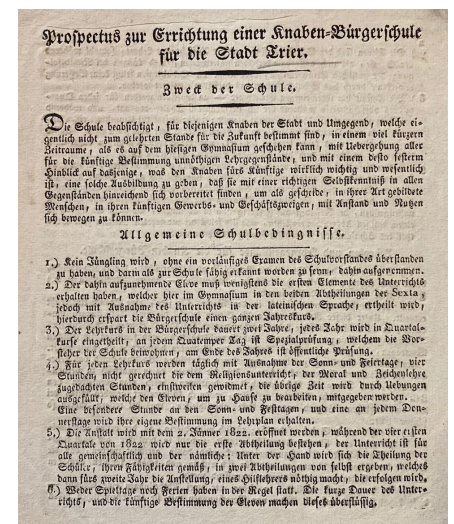 Prospectus zur Errichtung einer Knaben-Bürgerschule
für die Stadt Trier.
Zweck der Schule.
Die Schule beabsichtigt, für diejenigen Knaben der Stadt und Umgegend, welche ei-
gentlich nicht zum gelehrten Stande für die Zukunft bestimmt sind, in einem viel kürzern
Zeitraume, als es auf dem hiesigen Gymnasium geschehen kann, mit Uebergehung aller
für die künftige Bestimmung unnöthigen Lehrgegenstände, und mit einem desto festern
Hinblick auf dasjenige, was den Knaben fürs Künftige wirklich wichtig und wesentlich
ist, eine solche Ausbildung zu geben, daß sie mit einer richtigen Selbstkenntniß in allen
Gegenständen hinreichend sich vorbereitet finden, um als gescheide, in ihrer Art gebildete
Menschen, in ihren künftigen Gewerbs- und Geschäftszweigen, mit Anstand und Nutzen
sich bewegen zu können.
Allgemeine Schulbedingnisse.
1.) Kein Jüngling wird, ohne ein vorläufiges Examen des Schulvorstandes überstanden
zu haben, und darin als zur Schule fähig erkannt worden zu seyn, dahin aufgenommen.
2.) Der dahin aufzunehmende Eleve muß wenigstens die ersten Elemente des Unterrichts
erhalten haben, welcher hier im Gymnasium in den beiden Abtheilungen der Sexta,
jedoch mit Ausnahme des Unterrichts in der lateinischen Sprache, ertheilt wird,
hiedurch erspart die Bürgerschule einen ganzen Jahreskurs.
3.) Der Lehrkurs in der Bürgerschule dauert zwei Jahre, jedes Jahr wird in Quartal-
kurse eingetheilt, an jedem Quatemper Tag ist Spezialprüfung, welchem die Vor-
steher der Schule beiwohnen, am Ende des Jahres ist öffentliche Prüfung.
4.) Für jeden Lehrkurs werden täglich mit Ausnahme der Sonn- und Feiertage, vier
Stunden, nicht gerechnet die dem Religionsunterricht, der Moral und Zeichenlehre
zugedachten Stunden, einstweilen gewidmet, die übrige Zeit wird durch Uebungen
ausgefüllt, welche den Eleven, um zu Hause zu bearbeiten, mitgegeben werden.
Eine besondere Stunde an den Sonn- und Festtagen, und eine an jedem Don-
nerstage wird ihre eigene Bestimmung im Lehrplan erhalten.
5.) Die Anstalt wird mit dem 2. Jänner 1822. eröffnet werden, während der vier ersten
Quartale von 1822 wird nur die erste Abtheilung bestehen, der Unterricht ist für
alle gemeinschaftlich und der nämliche; Unter der Hand wird sich die Theilung der
Schüler, ihren Fähigkeiten gemäß, in zwei Abtheilungen von selbst ergeben, welches
dann fürs zweite Jahr die Anstellung, eines Hilfslehrers nöthig macht, die erfolgen wird.
Weder Spieltage noch Ferien haben in der Regel statt. Die kurze Dauer des Unter-
richts, und die künftige Bestimmung der Eleven machen dieses überflüssig.